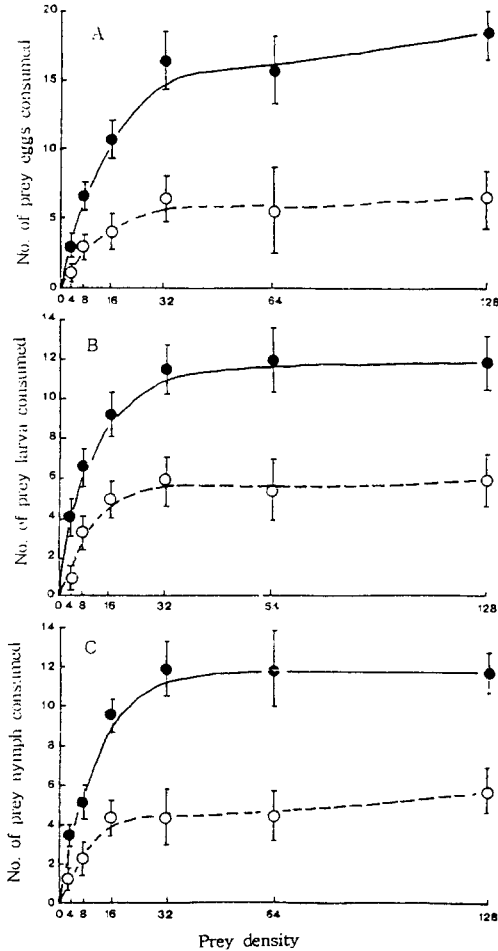 A
No. of prey eggs consumed
20
15
10
5
0
0 4 8 16 32 64 128
B
No. of prey larva consumed
14
12
10
8
6
4
2
0
0 4 8 16 32 54 128
C
No. of prey nymph consumed
14
12
10
8
6
4
2
0
0 4 8 16 32 64 128
Prey density